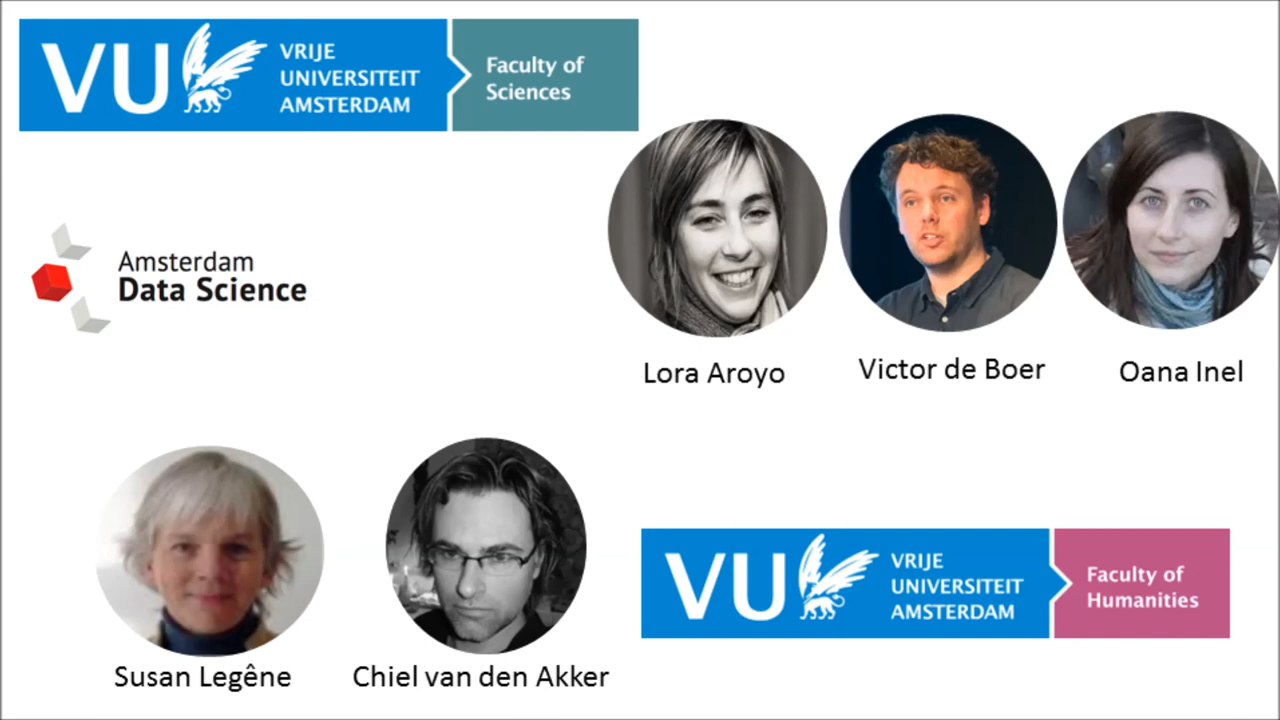 VU VRIJE
UNIVERSITEIT
AMSTERDAM
Faculty of
Sciences
Amsterdam
Data Science
Lora Aroyo
Victor de Boer
Oana Inel
Susan Legêne
Chiel van den Akker
VU VRIJE
UNIVERSITEIT
AMSTERDAM
Faculty of
Humanities